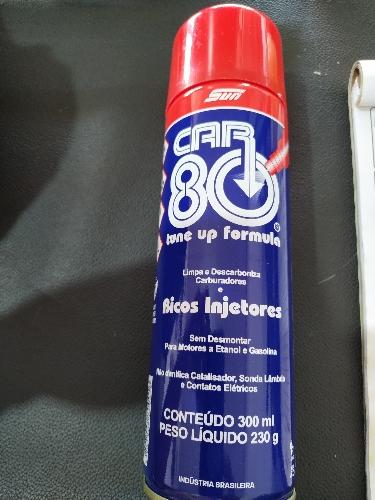 SUN
CAR
80
®
tune up formula
Limpa e Descarboniza
Carburadores
e
Bicos Injetores
Sem Desmontar
Para Motores a Etanol e Gasolina
Não danifica Catalisador, Sonda Lâmbda
e Contatos Elétricos
CONTEÚDO 300 ml
PESO LÍQUIDO 230 g
INDÚSTRIA BRASILEIRA